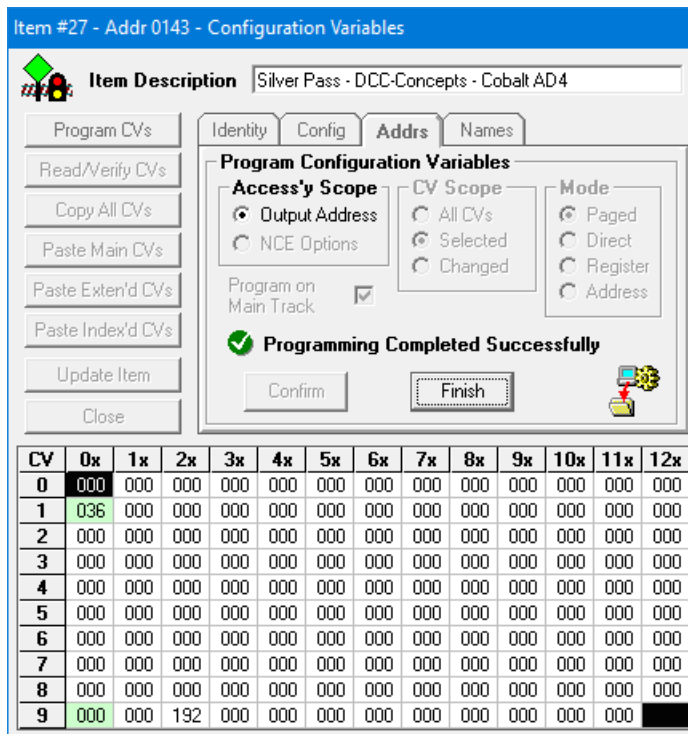 Item #27 - Addr 0143 - Configuration Variables
Item Description Silver Pass - DCC-Concepts - Cobalt AD4
Program CVs
Read/Verify CVs
Copy All CVs
Paste Main CVs
Paste Exten'd CVs
Paste Index'd CVs
Update Item
Close
Identity Config Addrs Names
Program Configuration Variables
Access'y Scope
Output Address
NCE Options
CV Scope
All CVs
Selected
Changed
Mode
Paged
Direct
Register
Address
Program on
Main Track
Programming Completed Successfully
Confirm Finish
CV 0x 1x 2x 3x 4x 5x 6x 7x 8x 9x 10x 11x 12x
0 000 000 000 000 000 000 000 000 000 000 000 000 000
1 036 000 000 000 000 000 000 000 000 000 000 000 000
2 000 000 000 000 000 000 000 000 000 000 000 000 000
3 000 000 000 000 000 000 000 000 000 000 000 000 000
4 000 000 000 000 000 000 000 000 000 000 000 000 000
5 000 000 000 000 000 000 000 000 000 000 000 000 000
6 000 000 000 000 000 000 000 000 000 000 000 000 000
7 000 000 000 000 000 000 000 000 000 000 000 000 000
8 000 000 000 000 000 000 000 000 000 000 000 000 000
9 000 000 192 000 000 000 000 000 000 000 000 000